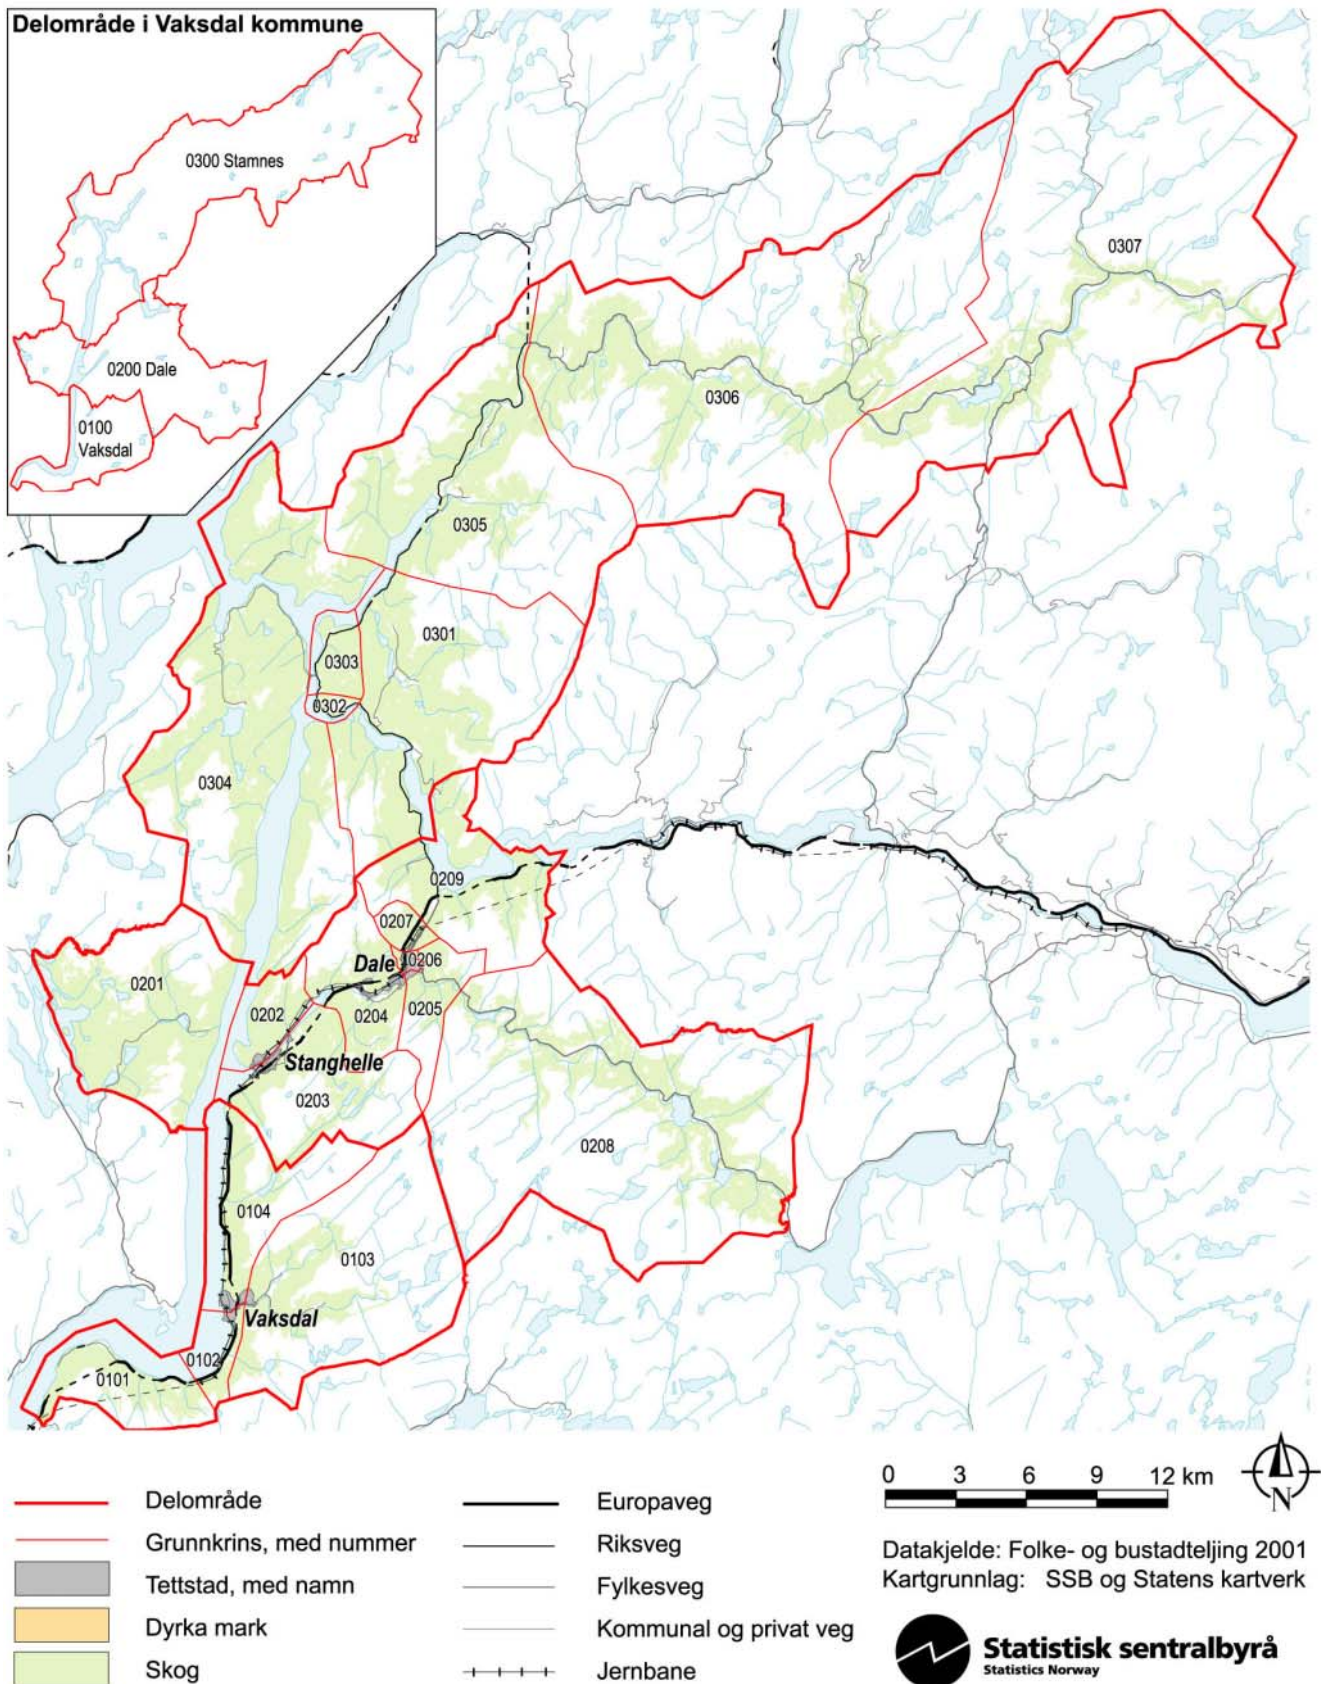 Delområde i Vaksdal kommune
0300 Stamnes
0200 Dale
0100
Vaksdal
0307
0306
0305
0301
0303
0302
0304
0209
0207
Dale
0206
0201
0202
0204
0205
Stanghelle
0203
0208
0104
0103
Vaksdal
0102
0101
Delområde
Grunnkrins, med nummer
Tettstad, med namn
Dyrka mark
Skog
Europaveg
Riksveg
Fylkesveg
Kommunal og privat veg
Jernbane
0 3 6 9 12 km
N
Datakjelde: Folke- og bustadteljing 2001
Kartgrunnlag: SSB og Statens kartverk
Statistisk sentralbyrå
Statistics Norway